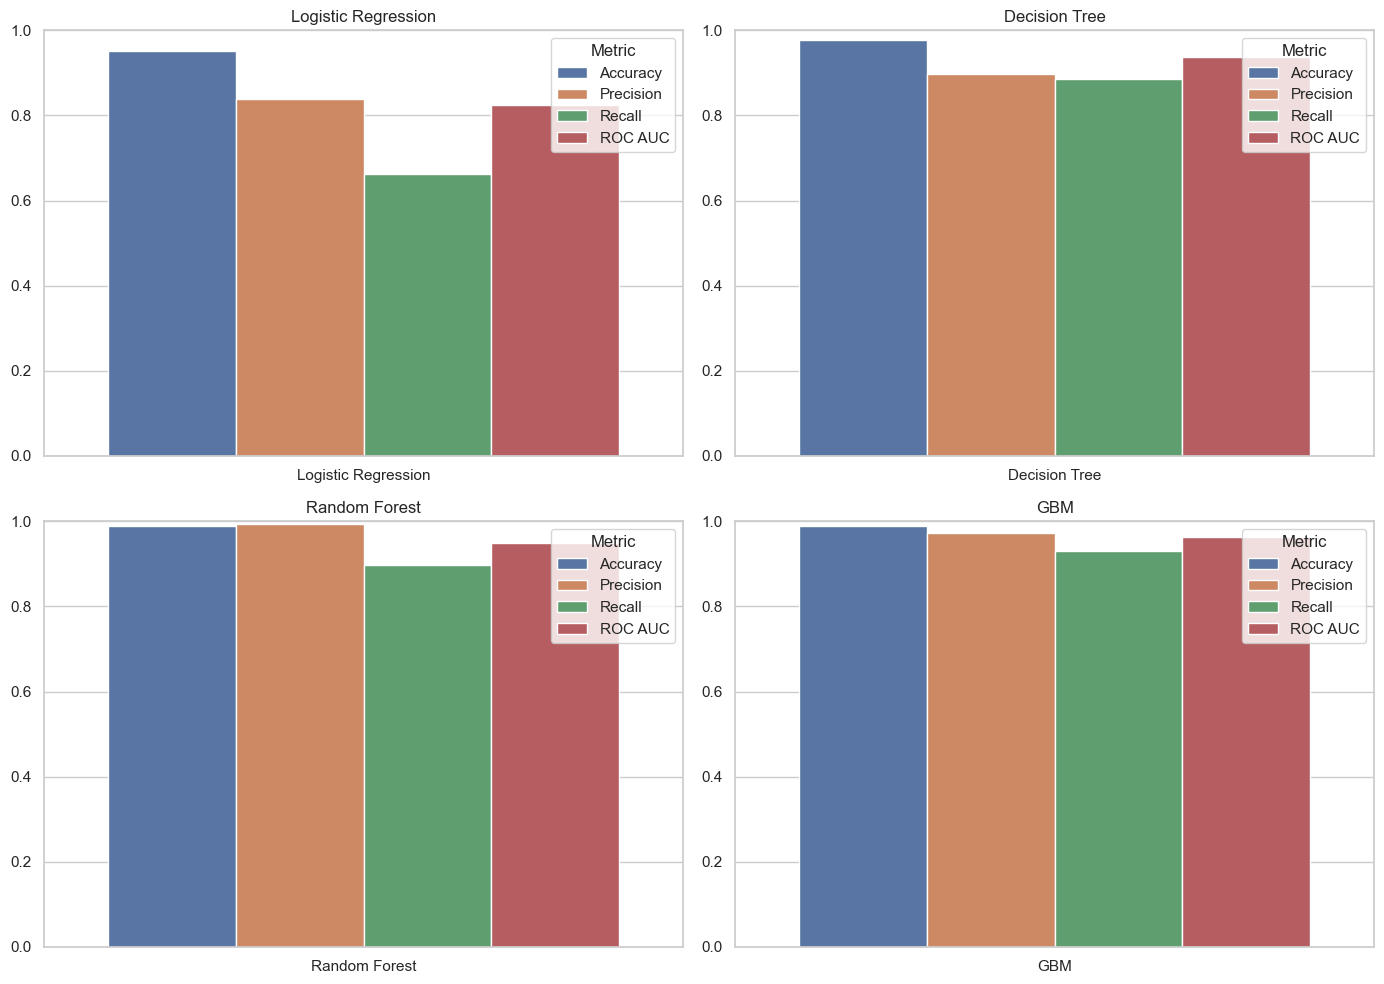 Logistic Regression
1.0
0.8
0.6
0.4
0.2
0.0
Metric
Accuracy
Precision
Recall
ROC AUC
Logistic Regression
Decision Tree
1.0
0.8
0.6
0.4
0.2
0.0
Metric
Accuracy
Precision
Recall
ROC AUC
Decision Tree
Random Forest
1.0
0.8
0.6
0.4
0.2
0.0
Metric
Accuracy
Precision
Recall
ROC AUC
Random Forest
GBM
1.0
0.8
0.6
0.4
0.2
0.0
Metric
Accuracy
Precision
Recall
ROC AUC
GBM